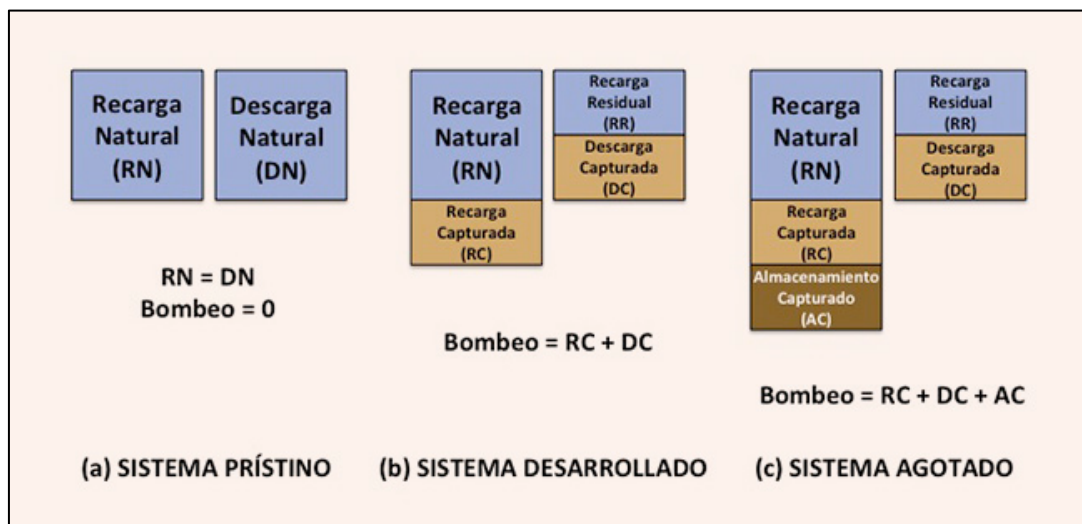 Recarga
Natural
(RN)
Descarga
Natural
(DN)
RN = DN
Bombeo = 0
(a) SISTEMA PRÍSTINO
Recarga
Natural
(RN)
Recarga
Capturada
(RC)
Recarga
Residual
(RR)
Descarga
Capturada
(DC)
Bombeo = RC + DC
(b) SISTEMA DESARROLLADO
Recarga
Natural
(RN)
Recarga
Capturada
(RC)
Almacenamiento
Capturado
(AC)
Recarga
Residual
(RR)
Descarga
Capturada
(DC)
Bombeo = RC + DC + AC
(c) SISTEMA AGOTADO